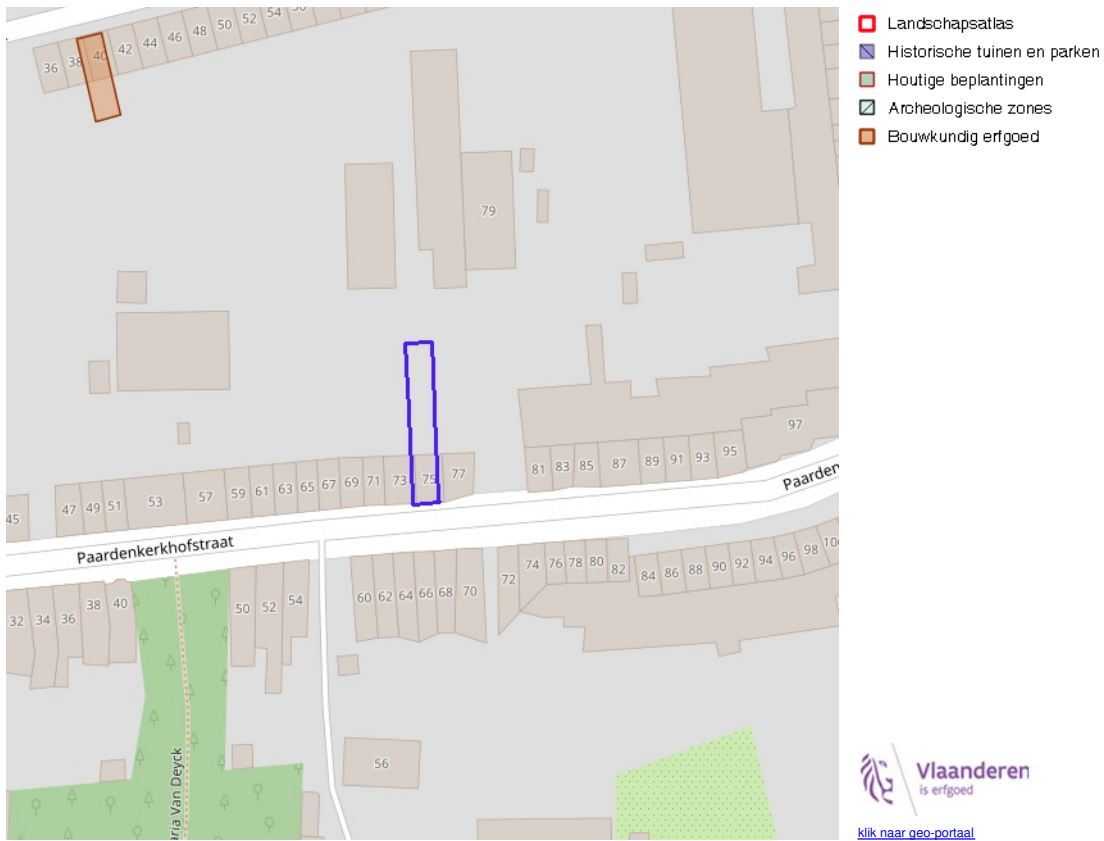 36 38 40 42 44 46 48 50 52 54
79
45 47 49 51 53 57 59 61 63 65 67 69 71 73 75 77
81 83 85 87 89 91 93 95 97
Paardenkerkhofstraat
Paarden
32 34 36 38 40 50 52 54
60 62 64 66 68 70
72 74 76 78 80 82 84 86 88 90 92 94 96 98
56
aria Van Deyck
Landschapsatlas
Historische tuinen en parken
Houtige beplantingen
Archeologische zones
Bouwkundig erfgoed
Vlaanderen
is erfgoed
klik naar geo-portaal